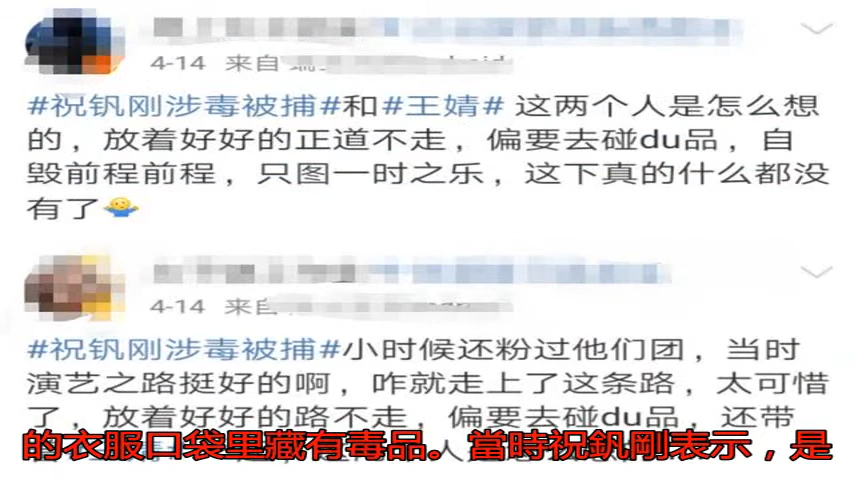 4-14 来自
#祝钒刚涉毒被捕#和#王婧# 这两个人是怎么想
的，放着好好的正道不走，偏要去碰du品，自
毁前程前程，只图一时之乐，这下真的什么都没
有了
4-14 来自
#祝钒刚涉毒被捕#小时候还粉过他们团，当时
演艺之路挺好的啊，咋就走上了这条路，太可惜
了，放着好好的路不走，偏要去碰du品，还带
的衣服口袋里藏有毒品。當時祝釩剛表示，是